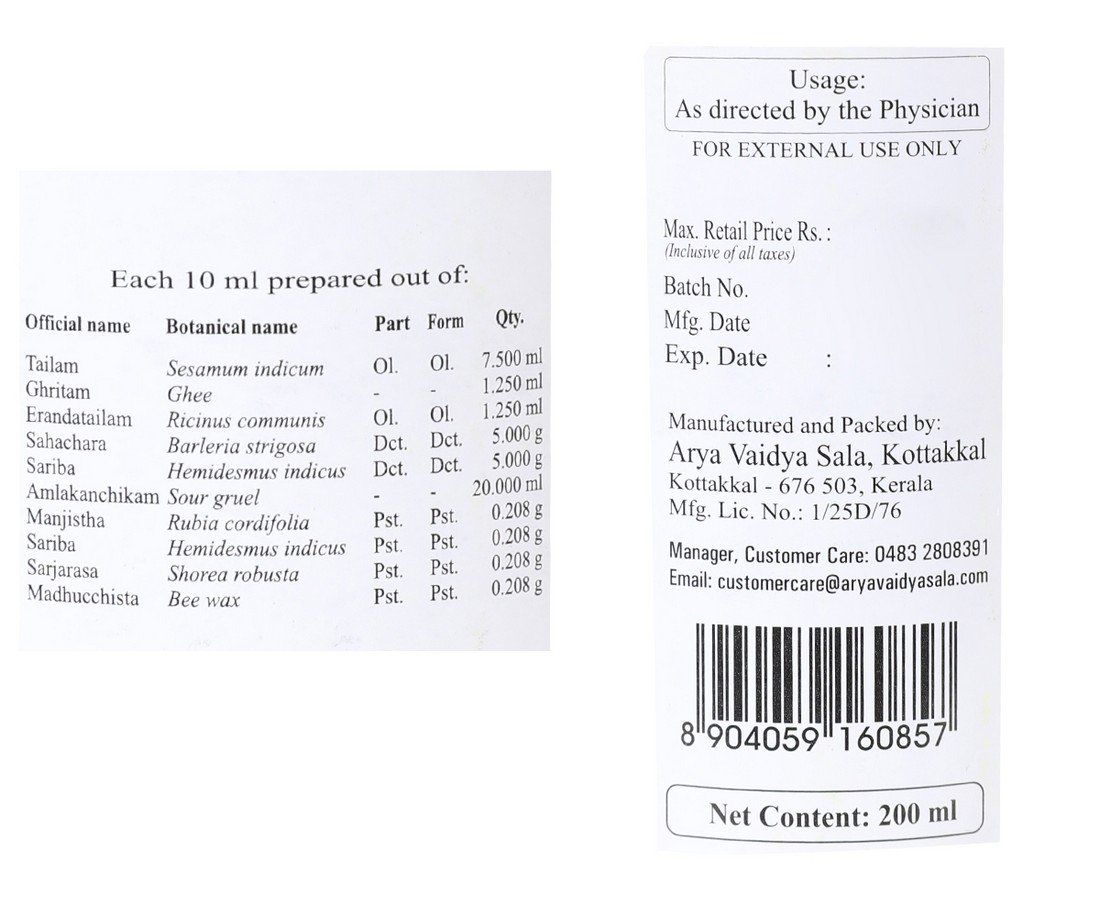 Each 10 ml prepared out of:
Official name Botanical name Part Form Qty.
Tailam Sesamum indicum Ol. Ol. 7.500 ml
Ghritam Ghee - - 1.250 ml
Erandatailam Ricinus communis Ol. Ol. 1.250 ml
Sahachara Barleria strigosa Dct. Dct. 5.000 g
Sariba Hemidesmus indicus Dct. Dct. 5.000 g
Amlakanchikam Sour gruel - - 20.000 ml
Manjistha Rubia cordifolia Pst. Pst. 0.208 g
Sariba Hemidesmus indicus Pst. Pst. 0.208 g
Sarjarasa Shorea robusta Pst. Pst. 0.208 g
Madhucchista Bee wax Pst. Pst. 0.208 g
Usage:
As directed by the Physician
FOR EXTERNAL USE ONLY
Max. Retail Price Rs. :
(Inclusive of all taxes)
Batch No.
Mfg. Date
Exp. Date :
Manufactured and Packed by:
Arya Vaidya Sala, Kottakkal
Kottakkal - 676 503, Kerala
Mfg. Lic. No.: 1/25D/76
Manager, Customer Care: 0483 2808391
Email: customercare@aryavaidyasala.com
8 904059 160857
Net Content: 200 ml